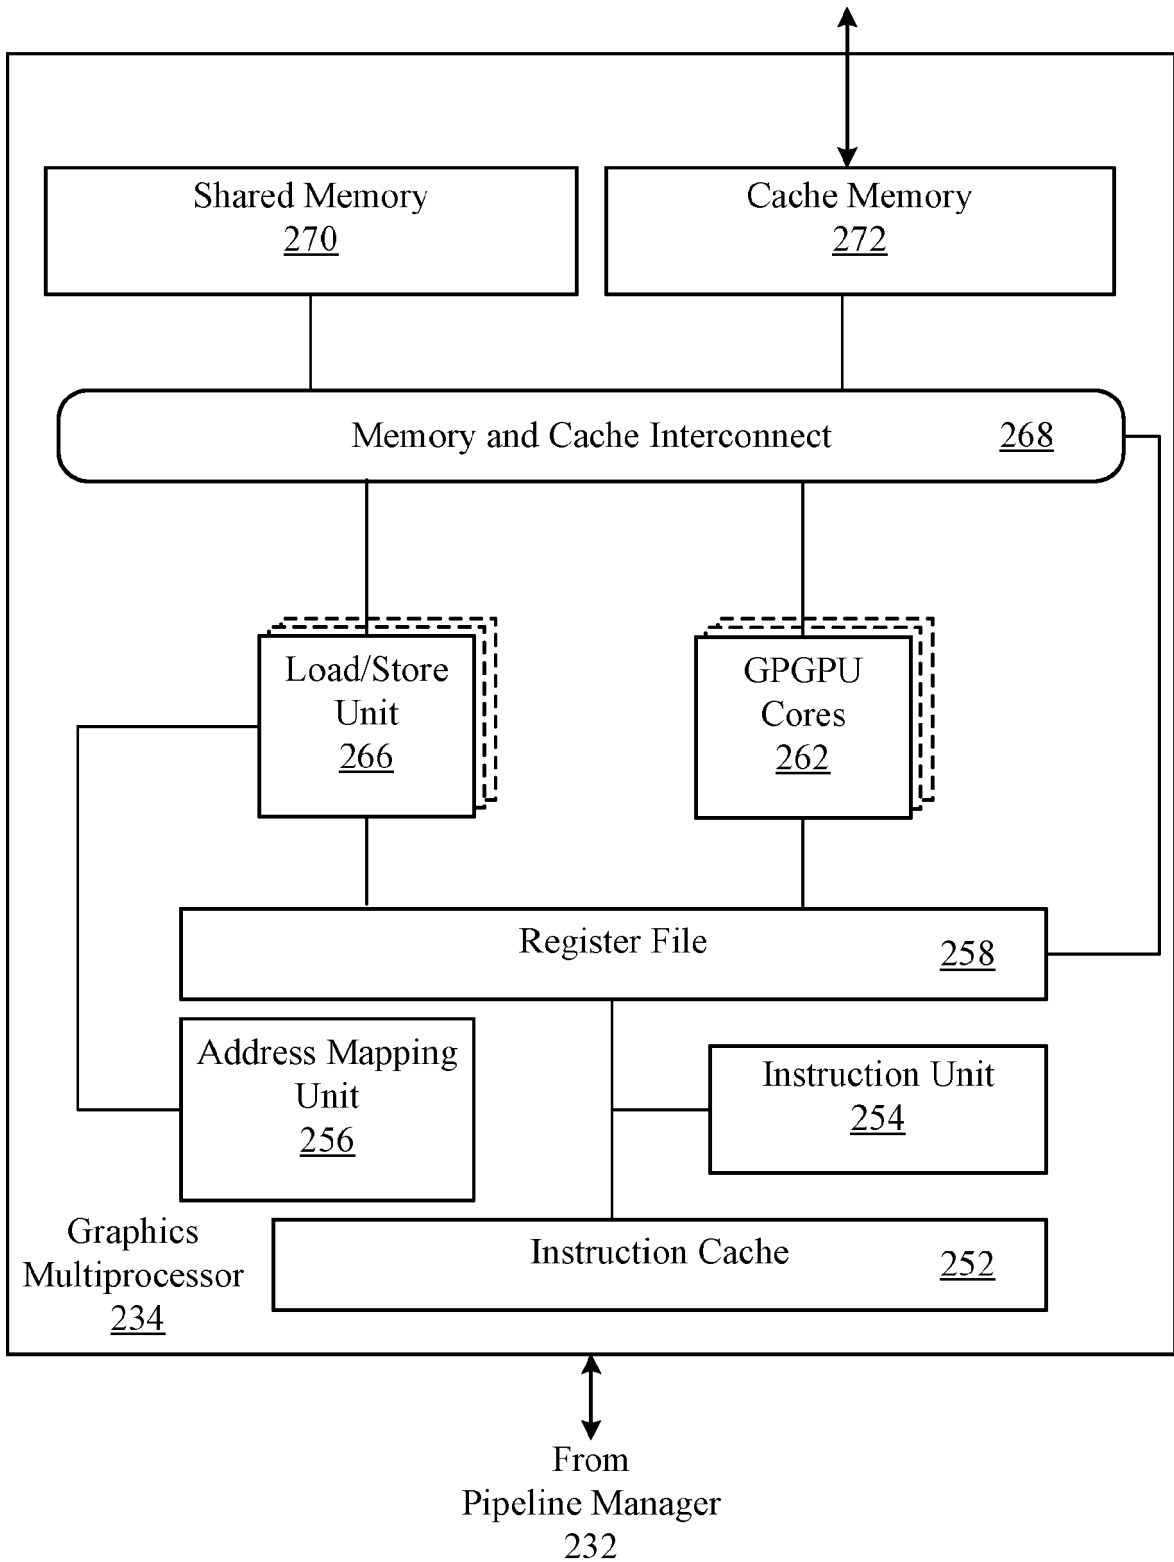 Shared Memory
270
Cache Memory
272
Memory and Cache Interconnect 268
Load/Store
Unit
266
GPGPU
Cores
262
Register File 258
Address Mapping
Unit
256
Instruction Unit
254
Instruction Cache 252
Graphics
Multiprocessor
234
From
Pipeline Manager
232